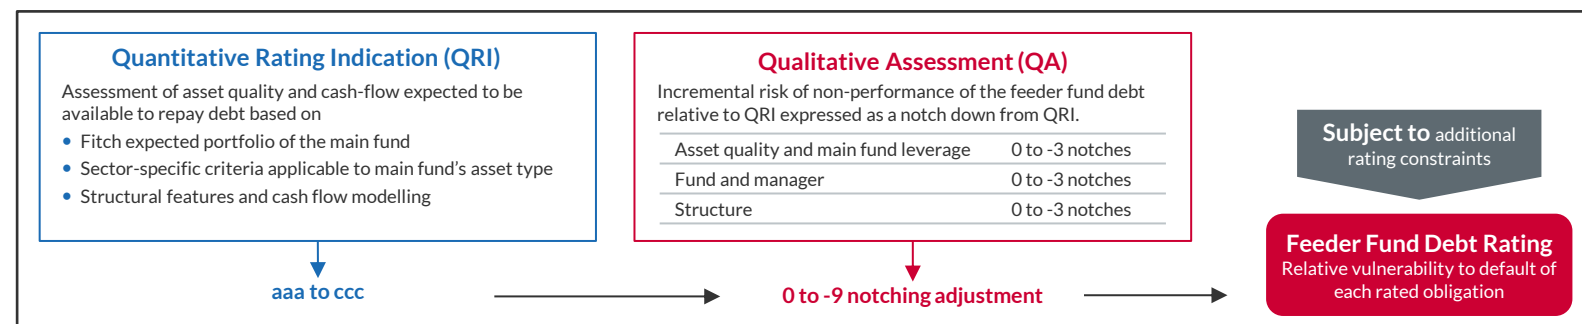 Quantitative Rating Indication (QRI)
Assessment of asset quality and cash-flow expected to be
available to repay debt based on
• Fitch expected portfolio of the main fund
• Sector-specific criteria applicable to main fund's asset type
• Structural features and cash flow modelling
aaa to ccc
Qualitative Assessment (QA)
Incremental risk of non-performance of the feeder fund debt
relative to QRI expressed as a notch down from QRI.
Asset quality and main fund leverage 0 to -3 notches
Fund and manager 0 to -3 notches
Structure 0 to -3 notches
0 to -9 notching adjustment
Subject to additional
rating constraints
Feeder Fund Debt Rating
Relative vulnerability to default of
each rated obligation